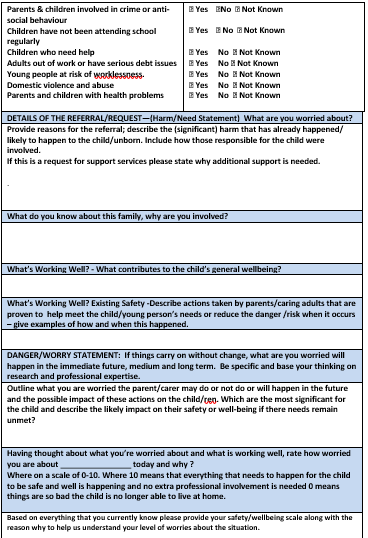 Parents & children involved in crime or anti- ⍰ Yes ⍰No ⍰ Not Known
social behaviour
Children have not been attending school ⍰ Yes No ⍰ Not Known
regularly
Children who need help ⍰ Yes No ⍰ Not Known
Adults out of work or have serious debt issues ⍰ Yes No ⍰ Not Known
Young people at risk of worklessness. ⍰ Yes No ⍰ Not Known
Domestic violence and abuse ⍰ Yes No ⍰ Not Known
Parents and children with health problems ⍰ Yes No ⍰ Not Known
DETAILS OF THE REFERRAL/REQUEST—(Harm/Need Statement) What are you worried about?
Provide reasons for the referral; describe the (significant) harm that has already happened/
likely to happen to the child/unborn. Include how those responsible for the child were
involved.
If this is a request for support services please state why additional support is needed.
.
What do you know about this family, why are you involved?
What's Working Well? - What contributes to the child's general wellbeing?
What's Working Well? Existing Safety -Describe actions taken by parents/caring adults that are
proven to help meet the child/young person's needs or reduce the danger /risk when it occurs
– give examples of how and when this happened.
DANGER/WORRY STATEMENT: If things carry on without change, what are you worried will
happen in the immediate future, medium and long term. Be specific and base your thinking on
research and professional expertise.
Outline what you are worried the parent/carer may do or not do or will happen in the future
and the possible impact of these actions on the child/ren. Which are the most significant for
the child and describe the likely impact on their safety or well-being if there needs remain
unmet?
Having thought about what you're worried about and what is working well, rate how worried
you are about ________________ today and why ?
Where on a scale of 0-10. Where 10 means that everything that needs to happen for the child
to be safe and well is happening and no extra professional involvement is needed 0 means
things are so bad the child is no longer able to live at home.
Based on everything that you currently know please provide your safety/wellbeing scale along with the
reason why to help us understand your level of worries about the situation.